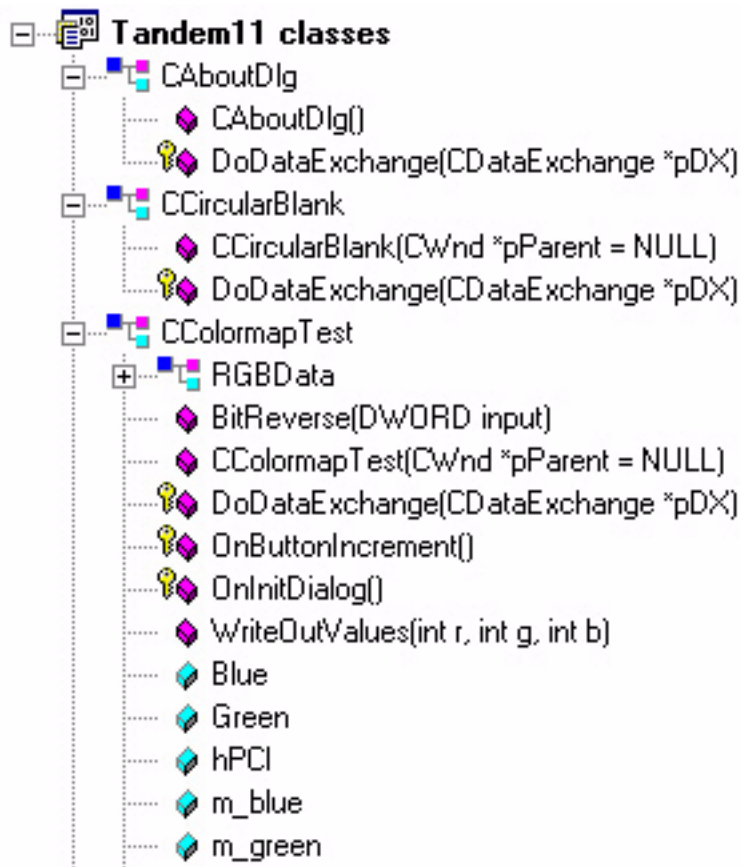 Tandem11 classes
CAboutDlg
CAboutDlg()
DoDataExchange(CDataExchange *pDX)
CCircularBlank
CCircularBlank(CWnd *pParent = NULL)
DoDataExchange(CDataExchange *pDX)
CColormapTest
RGBData
BitReverse(DWORD input)
CColormapTest(CWnd *pParent = NULL)
DoDataExchange(CDataExchange *pDX)
OnButtonIncrement()
OnInitDialog()
WriteOutValues(int r, int g, int b)
Blue
Green
hPCI
m_blue
m_green